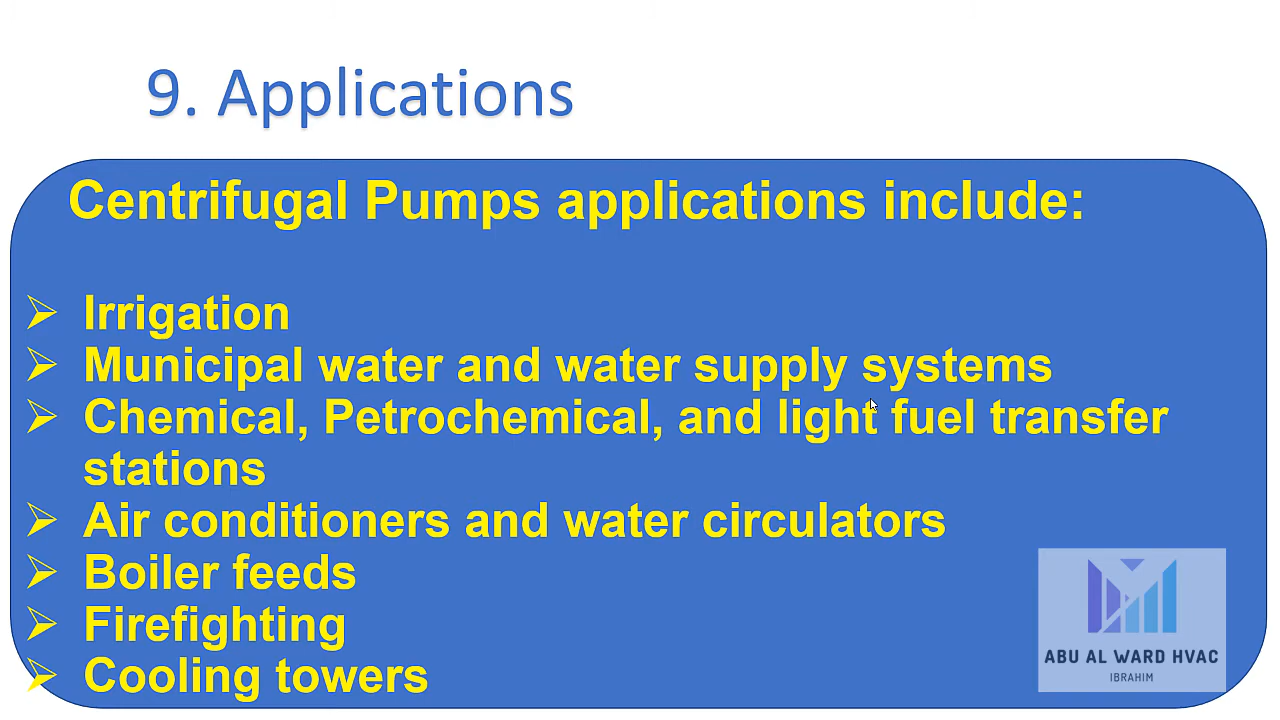 9. Applications
Centrifugal Pumps applications include:
➢ Irrigation
➢ Municipal water and water supply systems
➢ Chemical, Petrochemical, and light fuel transfer
stations
➢ Air conditioners and water circulators
➢ Boiler feeds
➢ Firefighting
➢ Cooling towers
ABU AL WARD HVAC
IBRAHIM